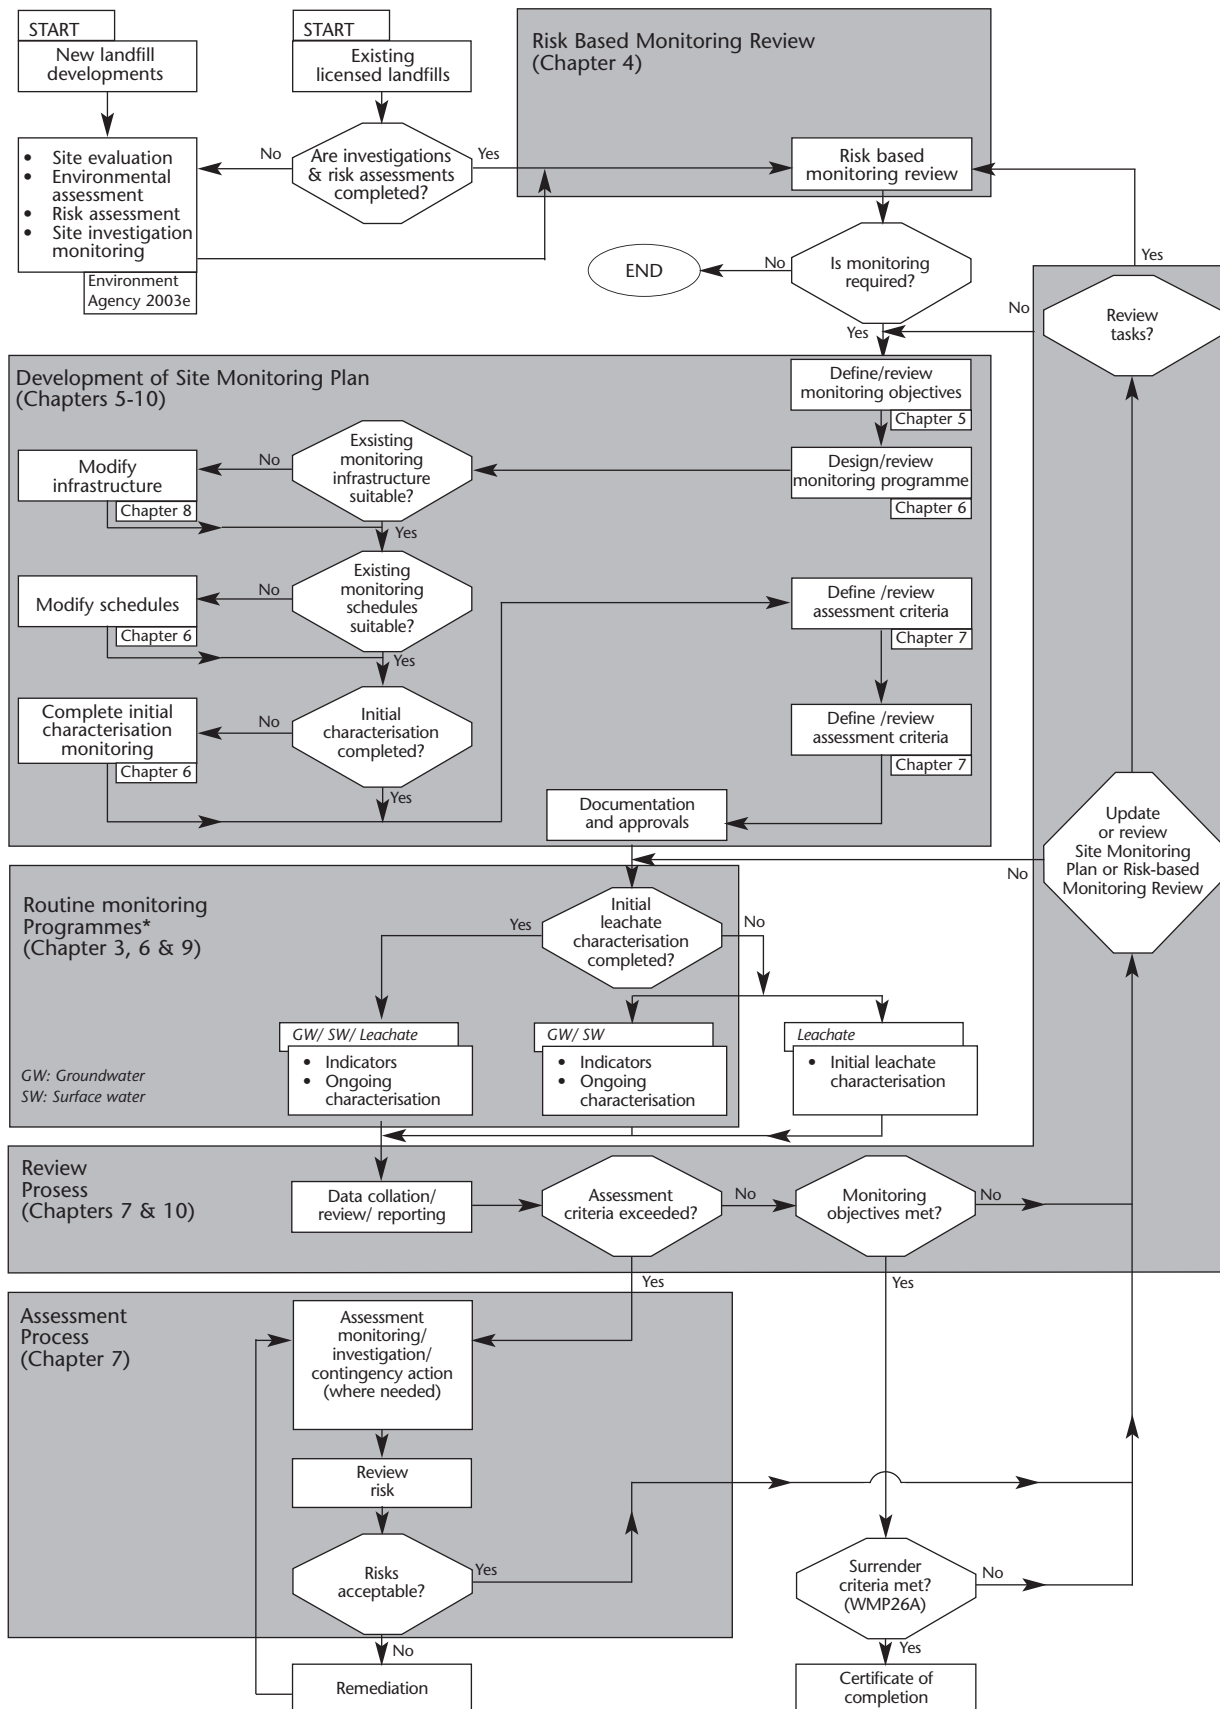 START
New landfill
developments
START
Existing
licensed landfills
Risk Based Monitoring Review
(Chapter 4)
• Site evaluation
• Environmental
assessment
• Risk assessment
• Site investigation
monitoring
Environment
Agency 2003e
No
Are investigations
& risk assessments
completed?
Yes
Risk based
monitoring review
END
No
Is monitoring
required?
Yes
No
Yes
Review
tasks?
Development of Site Monitoring Plan
(Chapters 5-10)
Define/review
monitoring objectives
Chapter 5
Modify
infrastructure
Chapter 8
No
Exsisting
monitoring
infrastructure
suitable?
Yes
Design/review
monitoring programme
Chapter 6
Modify schedules
Chapter 6
No
Existing
monitoring
schedules
suitable?
Yes
Define /review
assessment criteria
Chapter 7
Complete initial
characterisation
monitoring
Chapter 6
No
Initial
characterisation
completed?
Yes
Define /review
assessment criteria
Chapter 7
Documentation
and approvals
Update
or review
Site Monitoring
Plan or Risk-based
Monitoring Review
No
Routine monitoring
Programmes*
(Chapter 3, 6 & 9)
Yes
Initial
leachate
characterisation
completed?
No
GW/ SW/ Leachate
• Indicators
• Ongoing
characterisation
GW/ SW
• Indicators
• Ongoing
characterisation
Leachate
• Initial leachate
characterisation
GW: Groundwater
SW: Surface water
Review
Prosess
(Chapters 7 & 10)
Data collation/
review/ reporting
Assessment
criteria exceeded?
No
Monitoring
objectives met?
No
Yes
Yes
Assessment
Process
(Chapter 7)
Assessment
monitoring/
investigation/
contingency action
(where needed)
Review
risk
Risks
acceptable?
Yes
No
Remediation
Surrender
criteria met?
(WMP26A)
No
Yes
Certificate of
completion